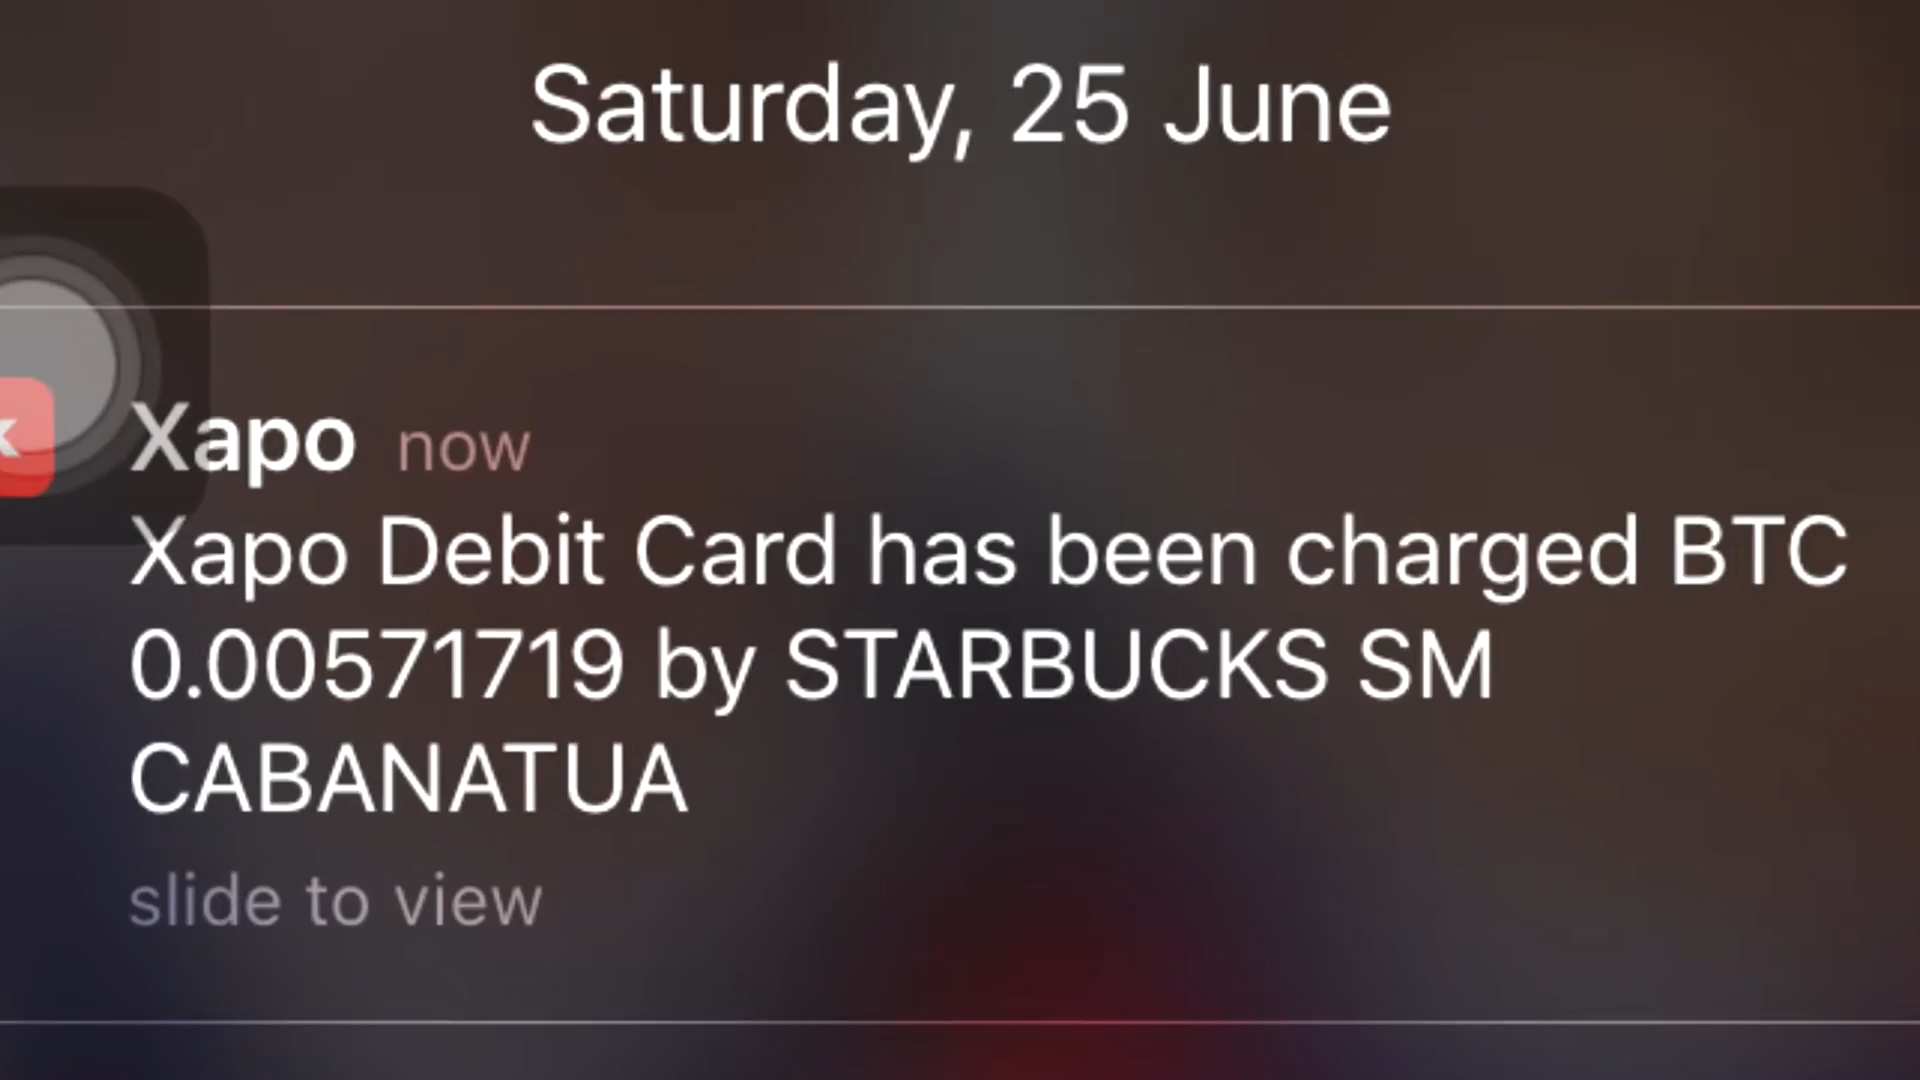 Saturday, 25 June
Xapo now
Xapo Debit Card has been charged BTC
0.00571719 by STARBUCKS SM
CABANATUA
slide to view